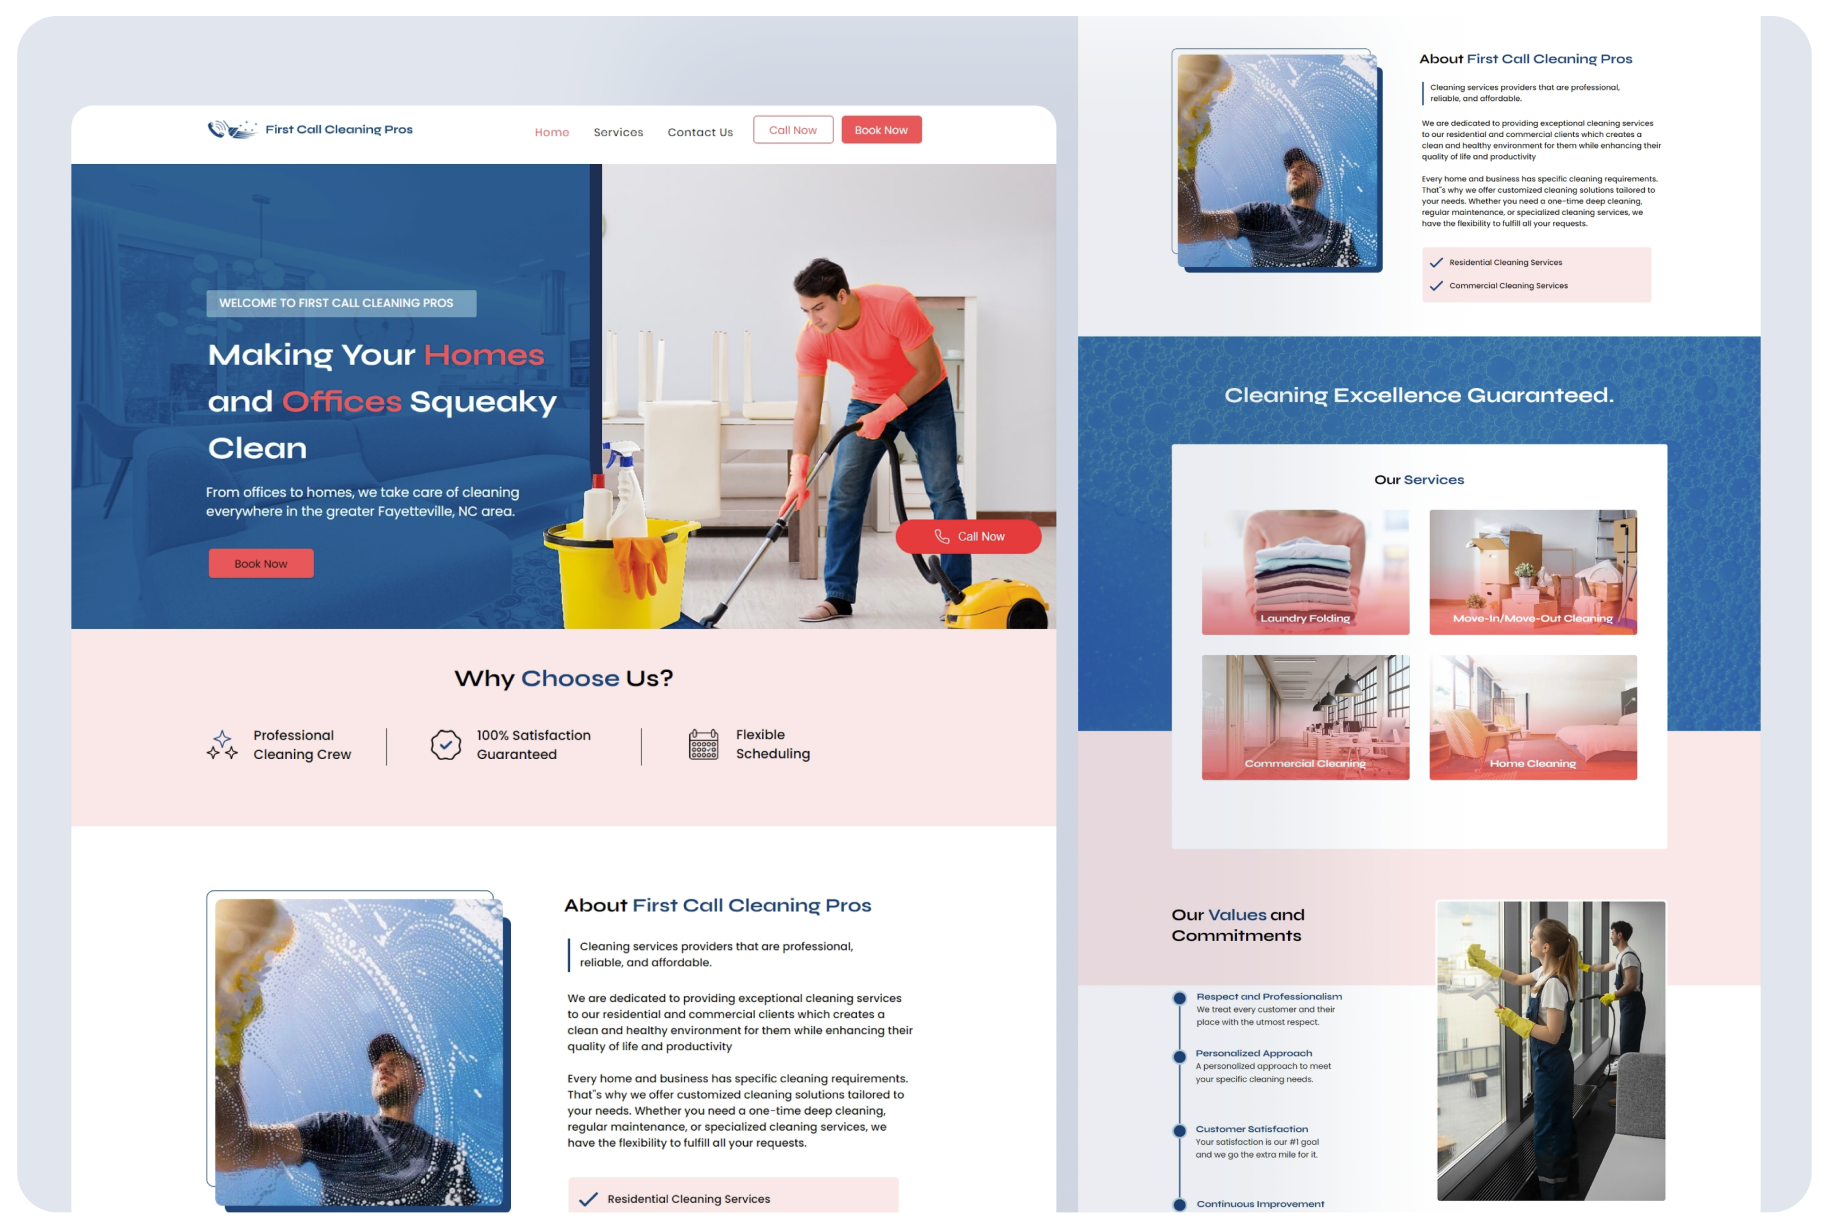 First Call Cleaning Pros
Home
Services
Contact Us
Call Now
Book Now
WELCOME TO FIRST CALL CLEANING PROS
Making Your Homes
and Offices Squeaky
Clean
From offices to homes, we take care of cleaning
everywhere in the greater Fayetteville, NC area.
Book Now
Call Now
Why Choose Us?
Professional
Cleaning Crew
100% Satisfaction
Guaranteed
Flexible
Scheduling
About First Call Cleaning Pros
Cleaning services providers that are professional,
reliable, and affordable.
We are dedicated to providing exceptional cleaning services
to our residential and commercial clients which creates a
clean and healthy environment for them while enhancing their
quality of life and productivity
Every home and business has specific cleaning requirements.
That"s why we offer customized cleaning solutions tailored to
your needs. Whether you need a one-time deep cleaning,
regular maintenance, or specialized cleaning services, we
have the flexibility to fulfill all your requests.
Residential Cleaning Services
About First Call Cleaning Pros
Cleaning services providers that are professional,
reliable, and affordable.
We are dedicated to providing exceptional cleaning services
to our residential and commercial clients which creates a
clean and healthy environment for them while enhancing their
quality of life and productivity
Every home and business has specific cleaning requirements.
That"s why we offer customized cleaning solutions tailored to
your needs. Whether you need a one-time deep cleaning,
regular maintenance, or specialized cleaning services, we
have the flexibility to fulfill all your requests.
Residential Cleaning Services
Commercial Cleaning Services
Cleaning Excellence Guaranteed.
Our Services
Laundry Folding
Move-In/Move-Out Cleaning
Commercial Cleaning
Home Cleaning
Our Values and
Commitments
Respect and Professionalism
We treat every customer and their
place with the utmost respect.
Personalized Approach
A personalized approach to meet
your specific cleaning needs.
Customer Satisfaction
Your satisfaction is our #1 goal
and we go the extra mile for it.
Continuous Improvement